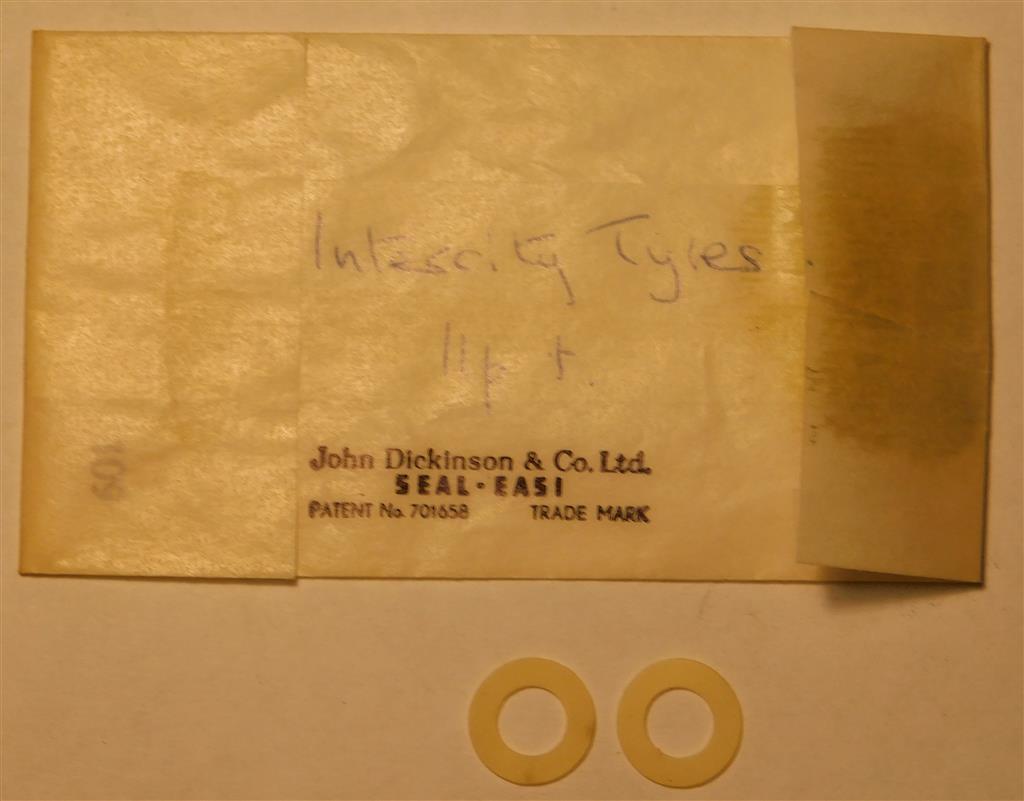 Intercity Tyres.
11p
John Dickinson & Co. Ltd.
SEAL-EASI
PATENT No. 701658 TRADE MARK